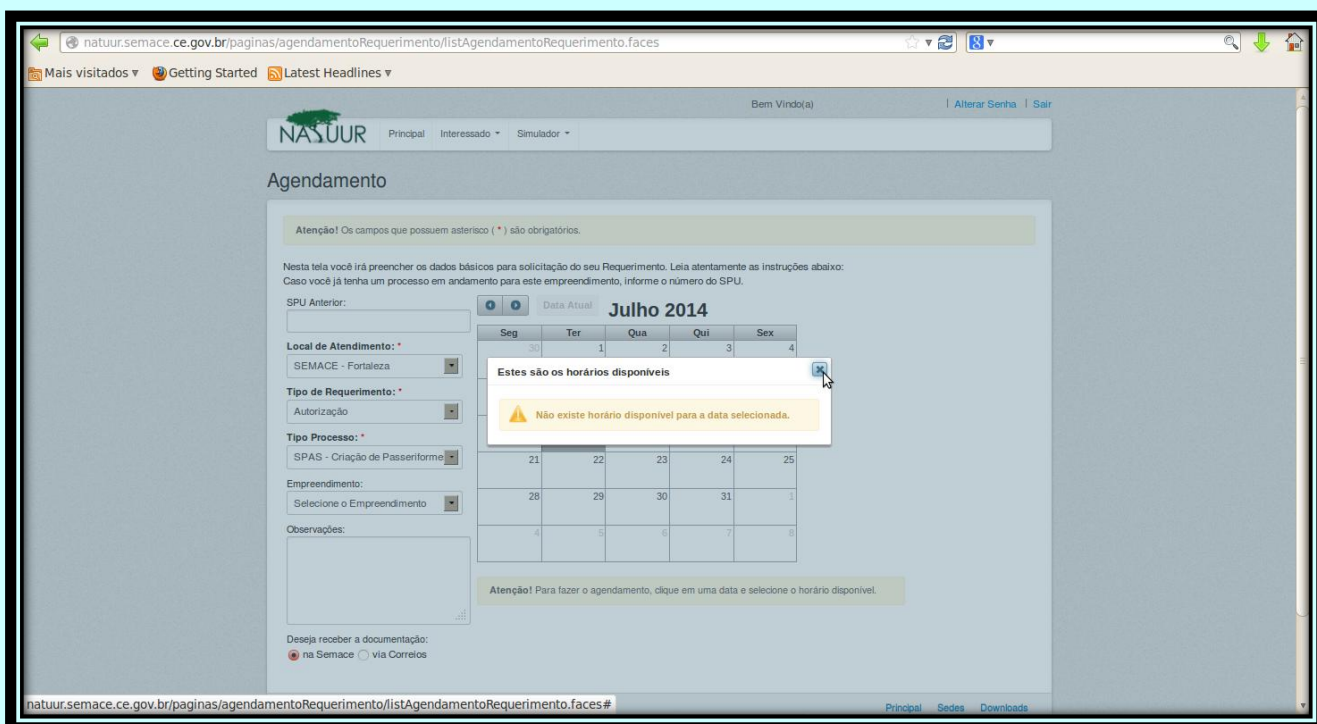 natuur.semace.ce.gov.br/paginas/agendamentoRequerimento/listAgendamentoRequerimento.faces
Mais visitados Getting Started Latest Headlines
Bem Vindo(a) | Alterar Senha | Sair
NATUUR Principal Interessado Simulador
Agendamento
Atenção! Os campos que possuem asterisco ( * ) são obrigatórios.
Nesta tela você irá preencher os dados básicos para solicitação do seu Requerimento. Leia atentamente as instruções abaixo:
Caso você já tenha um processo em andamento para este empreendimento, informe o número do SPU.
SPU Anterior:
Data Atual Julho 2014
Seg Ter Qua Qui Sex
30 1 2 3 4
Local de Atendimento: *
SEMACE - Fortaleza
Estes são os horários disponíveis
Tipo de Requerimento: *
Autorização
Não existe horário disponível para a data selecionada.
Tipo Processo: *
SPAS - Criação de Passeriforme
21 22 23 24 25
Empreendimento:
Selecione o Empreendimento
28 29 30 31 1
Observações:
4 5 6 7 8
Atenção! Para fazer o agendamento, clique em uma data e selecione o horário disponível.
Deseja receber a documentação:
na Semace via Correios
natuur.semace.ce.gov.br/paginas/agendamentoRequerimento/listAgendamentoRequerimento.faces#
Principal Sedes Downloads